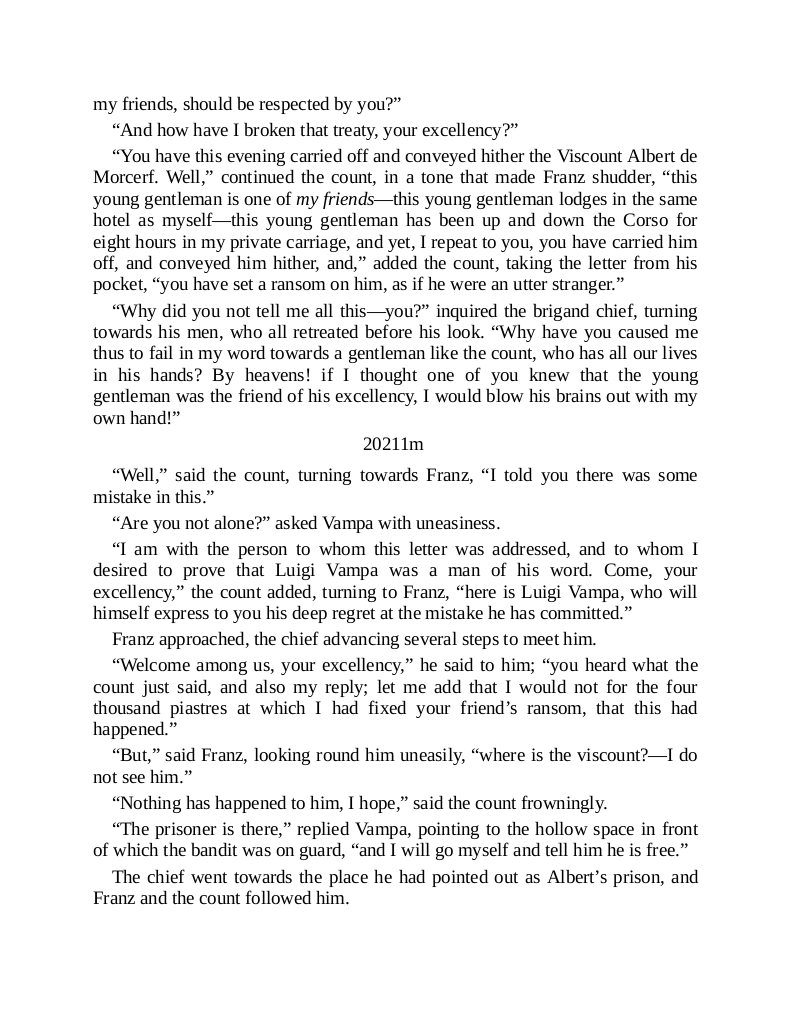 my friends, should be respected by you?”
“And how have I broken that treaty, your excellency?”
“You have this evening carried off and conveyed hither the Viscount Albert de
Morcerf. Well,” continued the count, in a tone that made Franz shudder, “this
young gentleman is one of my friends—this young gentleman lodges in the same
hotel as myself—this young gentleman has been up and down the Corso for
eight hours in my private carriage, and yet, I repeat to you, you have carried him
off, and conveyed him hither, and,” added the count, taking the letter from his
pocket, “you have set a ransom on him, as if he were an utter stranger.”
“Why did you not tell me all this—you?” inquired the brigand chief, turning
towards his men, who all retreated before his look. “Why have you caused me
thus to fail in my word towards a gentleman like the count, who has all our lives
in his hands? By heavens! if I thought one of you knew that the young
gentleman was the friend of his excellency, I would blow his brains out with my
own hand!”
20211m
“Well,” said the count, turning towards Franz, “I told you there was some
mistake in this.”
“Are you not alone?” asked Vampa with uneasiness.
“I am with the person to whom this letter was addressed, and to whom I
desired to prove that Luigi Vampa was a man of his word. Come, your
excellency,” the count added, turning to Franz, “here is Luigi Vampa, who will
himself express to you his deep regret at the mistake he has committed.”
Franz approached, the chief advancing several steps to meet him.
“Welcome among us, your excellency,” he said to him; “you heard what the
count just said, and also my reply; let me add that I would not for the four
thousand piastres at which I had fixed your friend’s ransom, that this had
happened.”
“But,” said Franz, looking round him uneasily, “where is the viscount?—I do
not see him.”
“Nothing has happened to him, I hope,” said the count frowningly.
“The prisoner is there,” replied Vampa, pointing to the hollow space in front
of which the bandit was on guard, “and I will go myself and tell him he is free.”
The chief went towards the place he had pointed out as Albert’s prison, and
Franz and the count followed him.